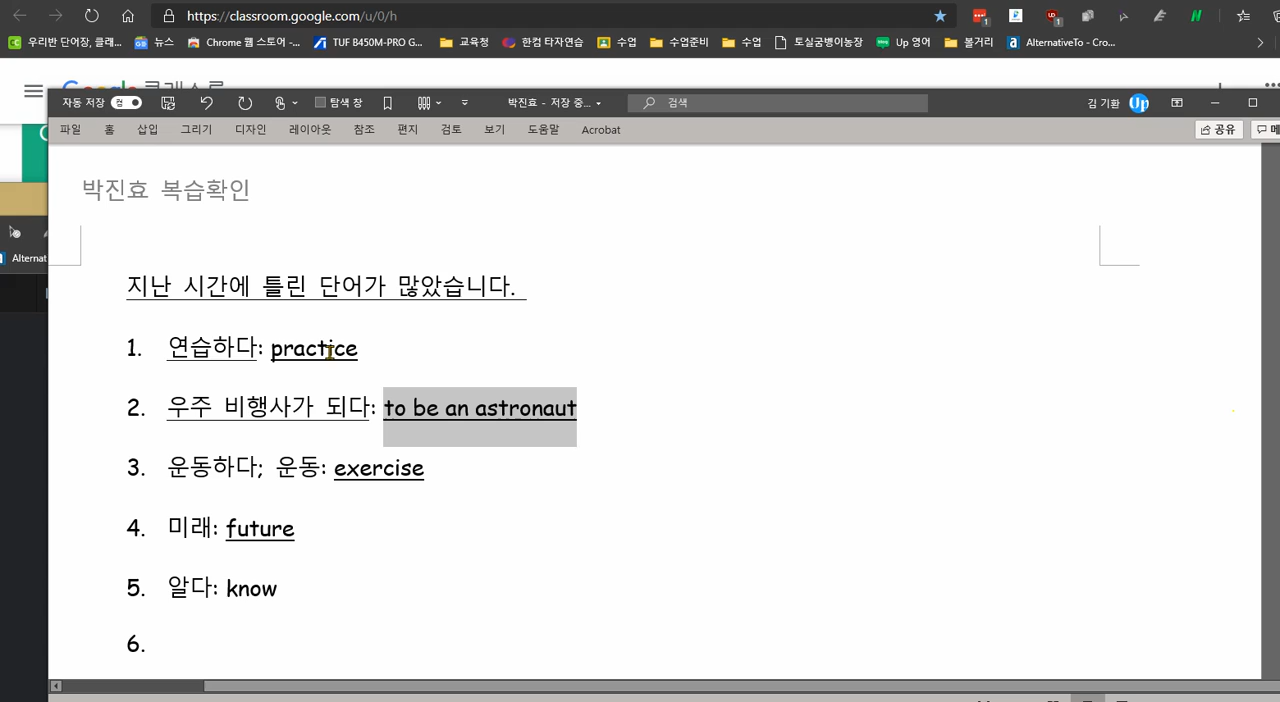 https://classroom.google.com/u/0/h
우리반 단어장, 클래... 뉴스 Chrome 웹 스토어 -... TUF B450M-PRO G... 교육청 한컴 타자연습 수업 수업준비 수업 토실궁뱅이농장 Up 영어 볼거리 AlternativeTo - Cro...
자동 저장 컴 탐색 창 박진효 - 저장 중... 검색 김 기환 Up
파일 홈 삽입 그리기 디자인 레이아웃 참조 편지 검토 보기 도움말 Acrobat 공유 메
박진효 복습확인
Alternat
지난 시간에 틀린 단어가 많았습니다.
1. 연습하다: practice
2. 우주 비행사가 되다: to be an astronaut
3. 운동하다; 운동: exercise
4. 미래: future
5. 알다: know
6.